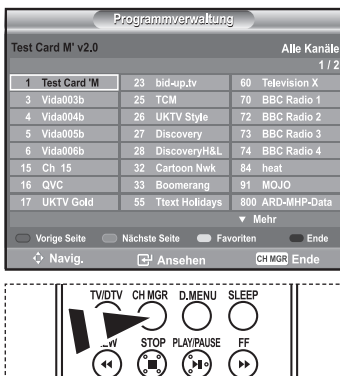 Programmverwaltung
Test Card M' v2.0 Alle Kanäle
1 / 2
1 Test Card 'M 23 bid-up.tv 60 Television X
3 Vida003b 25 TCM 70 BBC Radio 1
4 Vida004b 26 UKTV Style 72 BBC Radio 2
5 Vida005b 27 Discovery 73 BBC Radio 3
6 Vida006b 28 DiscoveryH&L 74 BBC Radio 4
15 Ch 15 32 Cartoon Nwk 84 heat
16 QVC 33 Boomerang 91 MOJO
17 UKTV Gold 55 Ttext Holidays 800 ARD-MHP-Data
▼ Mehr
Vorige Seite Nächste Seite Favoriten Ende
Navig. Ansehen CH MGR Ende
TV/DTV CH MGR D.MENU SLEEP
STOP PLAY/PAUSE FF